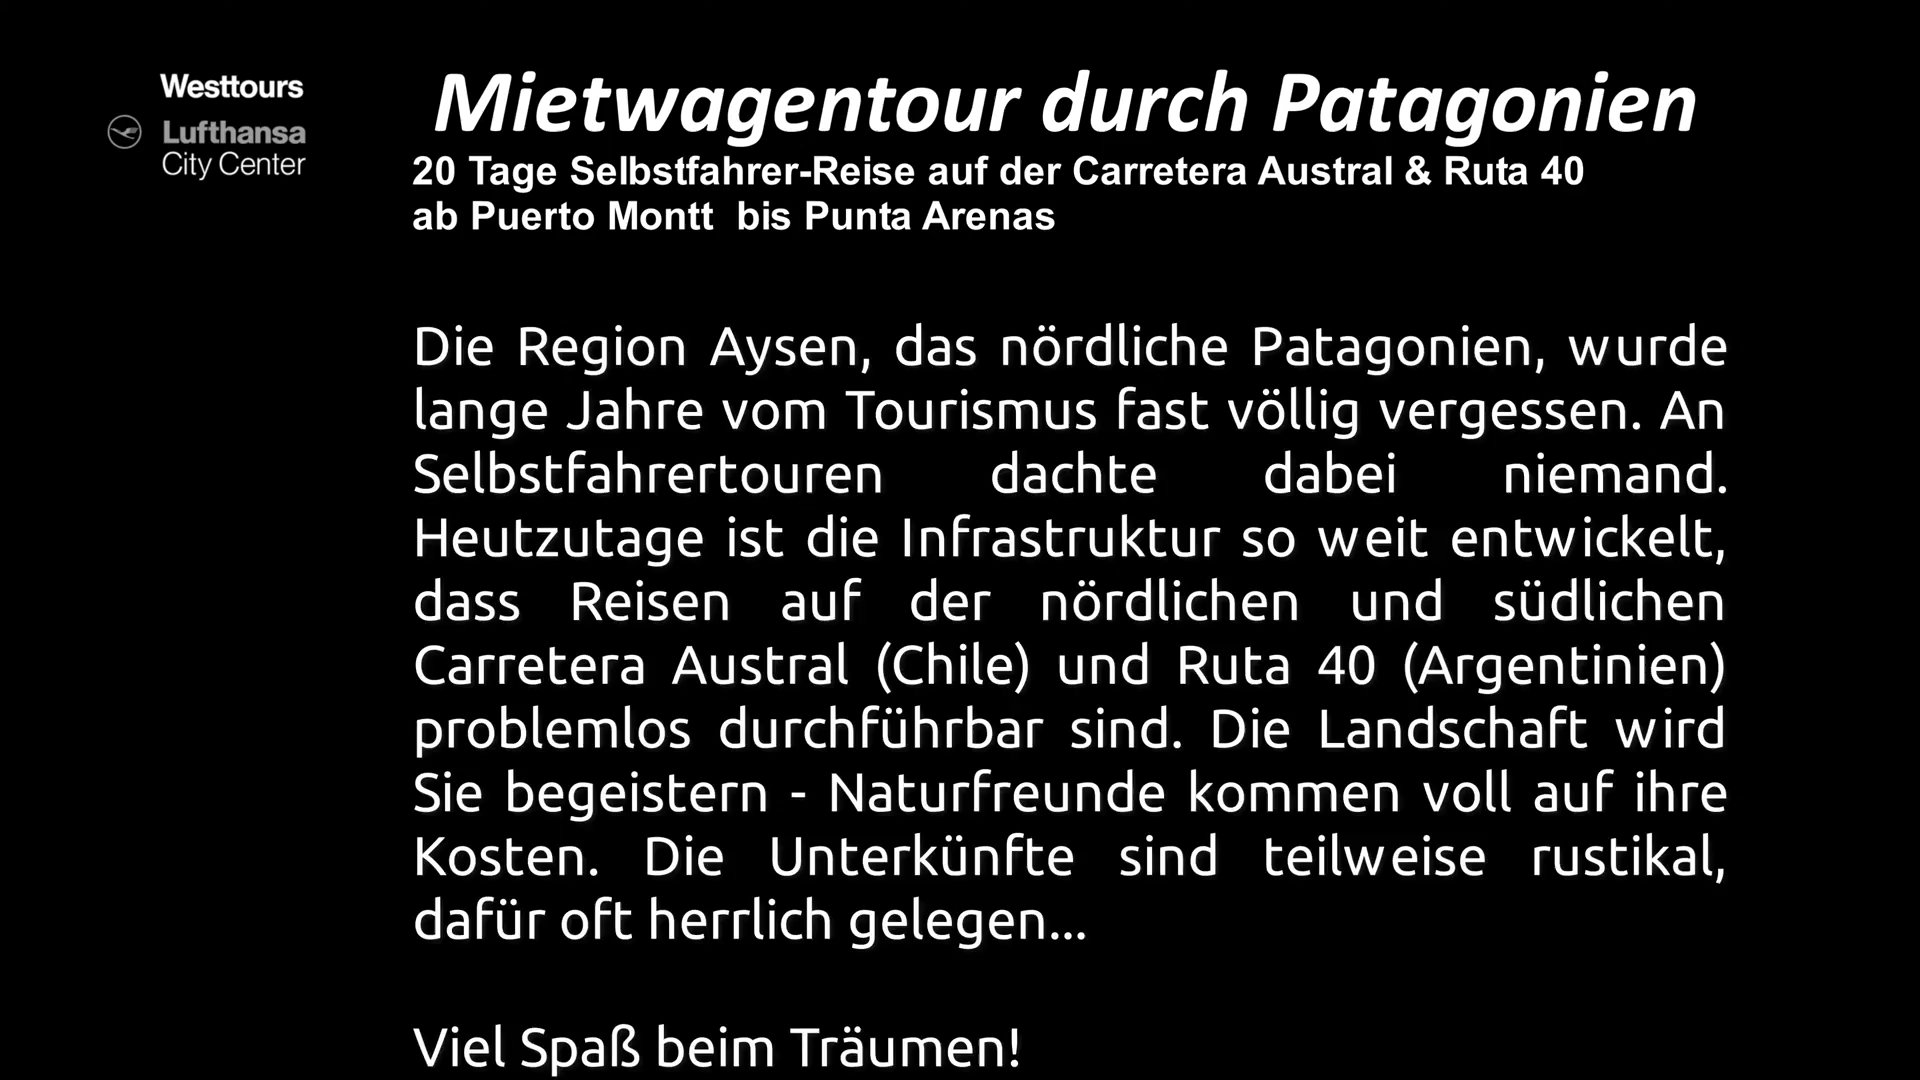 Westtours
Lufthansa
City Center
Mietwagentour durch Patagonien
20 Tage Selbstfahrer-Reise auf der Carretera Austral & Ruta 40
ab Puerto Montt bis Punta Arenas
Die Region Aysen, das nördliche Patagonien, wurde
lange Jahre vom Tourismus fast völlig vergessen. An
Selbstfahrertouren dachte dabei niemand.
Heutzutage ist die Infrastruktur so weit entwickelt,
dass Reisen auf der nördlichen und südlichen
Carretera Austral (Chile) und Ruta 40 (Argentinien)
problemlos durchführbar sind. Die Landschaft wird
Sie begeistern - Naturfreunde kommen voll auf ihre
Kosten. Die Unterkünfte sind teilweise rustikal,
dafür oft herrlich gelegen...
Viel Spaß beim Träumen!